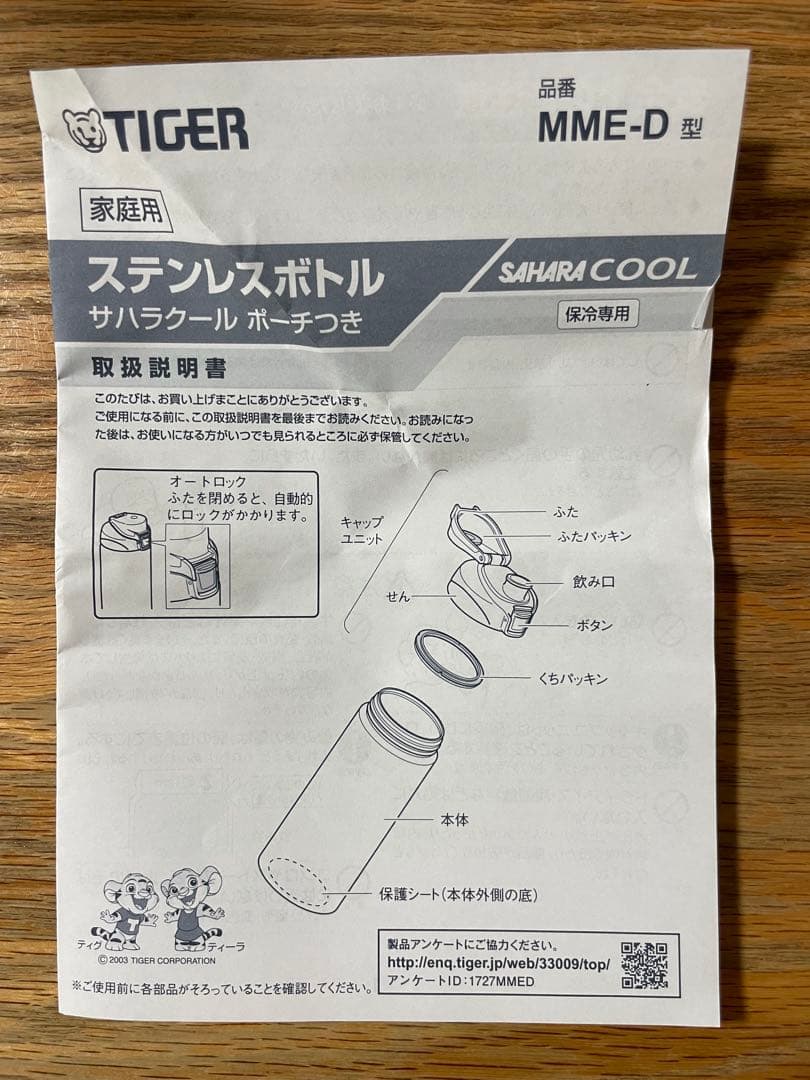 TIGER
品番
MME-D 型
家庭用
ステンレスボトル
サハラクール ポーチつき
SAHARA COOL
保冷専用
取扱説明書
このたびは、お買い上げまことにありがとうございます。
ご使用になる前に、この取扱説明書を最後までお読みください。お読みになっ
た後は、お使いになる方がいつでも見られるところに必ず保管してください。
オートロック
ふたを閉めると、自動的
にロックがかかります。
キャップ
ユニット
ふた
ふたパッキン
飲み口
せん
ボタン
くちパッキン
本体
保護シート(本体外側の底)
T
ティグ
ティーラ
©2003 TIGER CORPORATION
製品アンケートにご協力ください。
http://enq.tiger.jp/web/33009/top/
アンケートID:1727MMED
※ご使用前に各部品がそろっていることを確認してください。